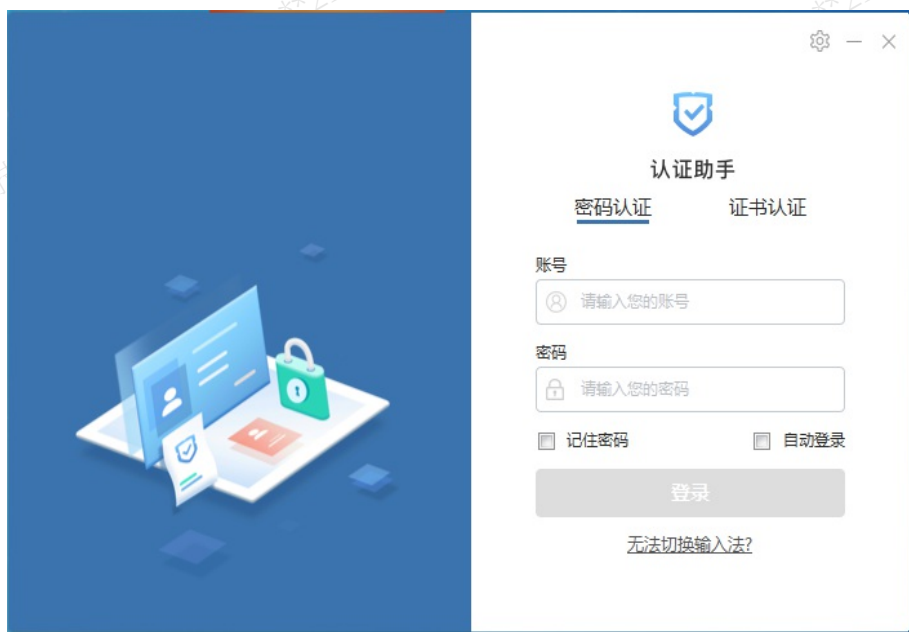 认证助手
密码认证 证书认证
账号
请输入您的账号
密码
请输入您的密码
记住密码 自动登录
登录
无法切换输入法?